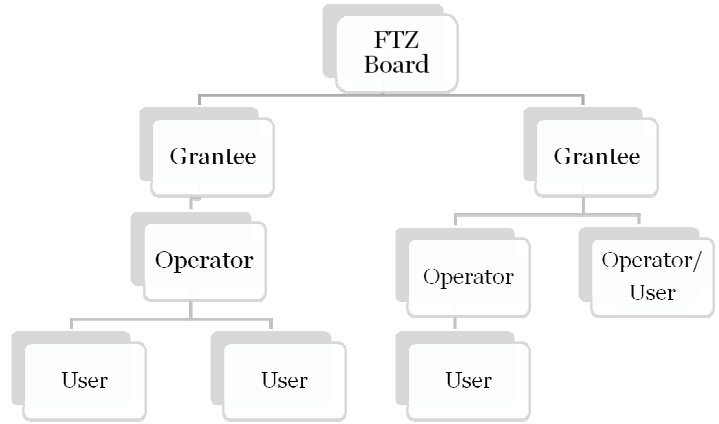 FTZ
Board
Grantee
Grantee
Operator
Operator
Operator/
User
User
User
User